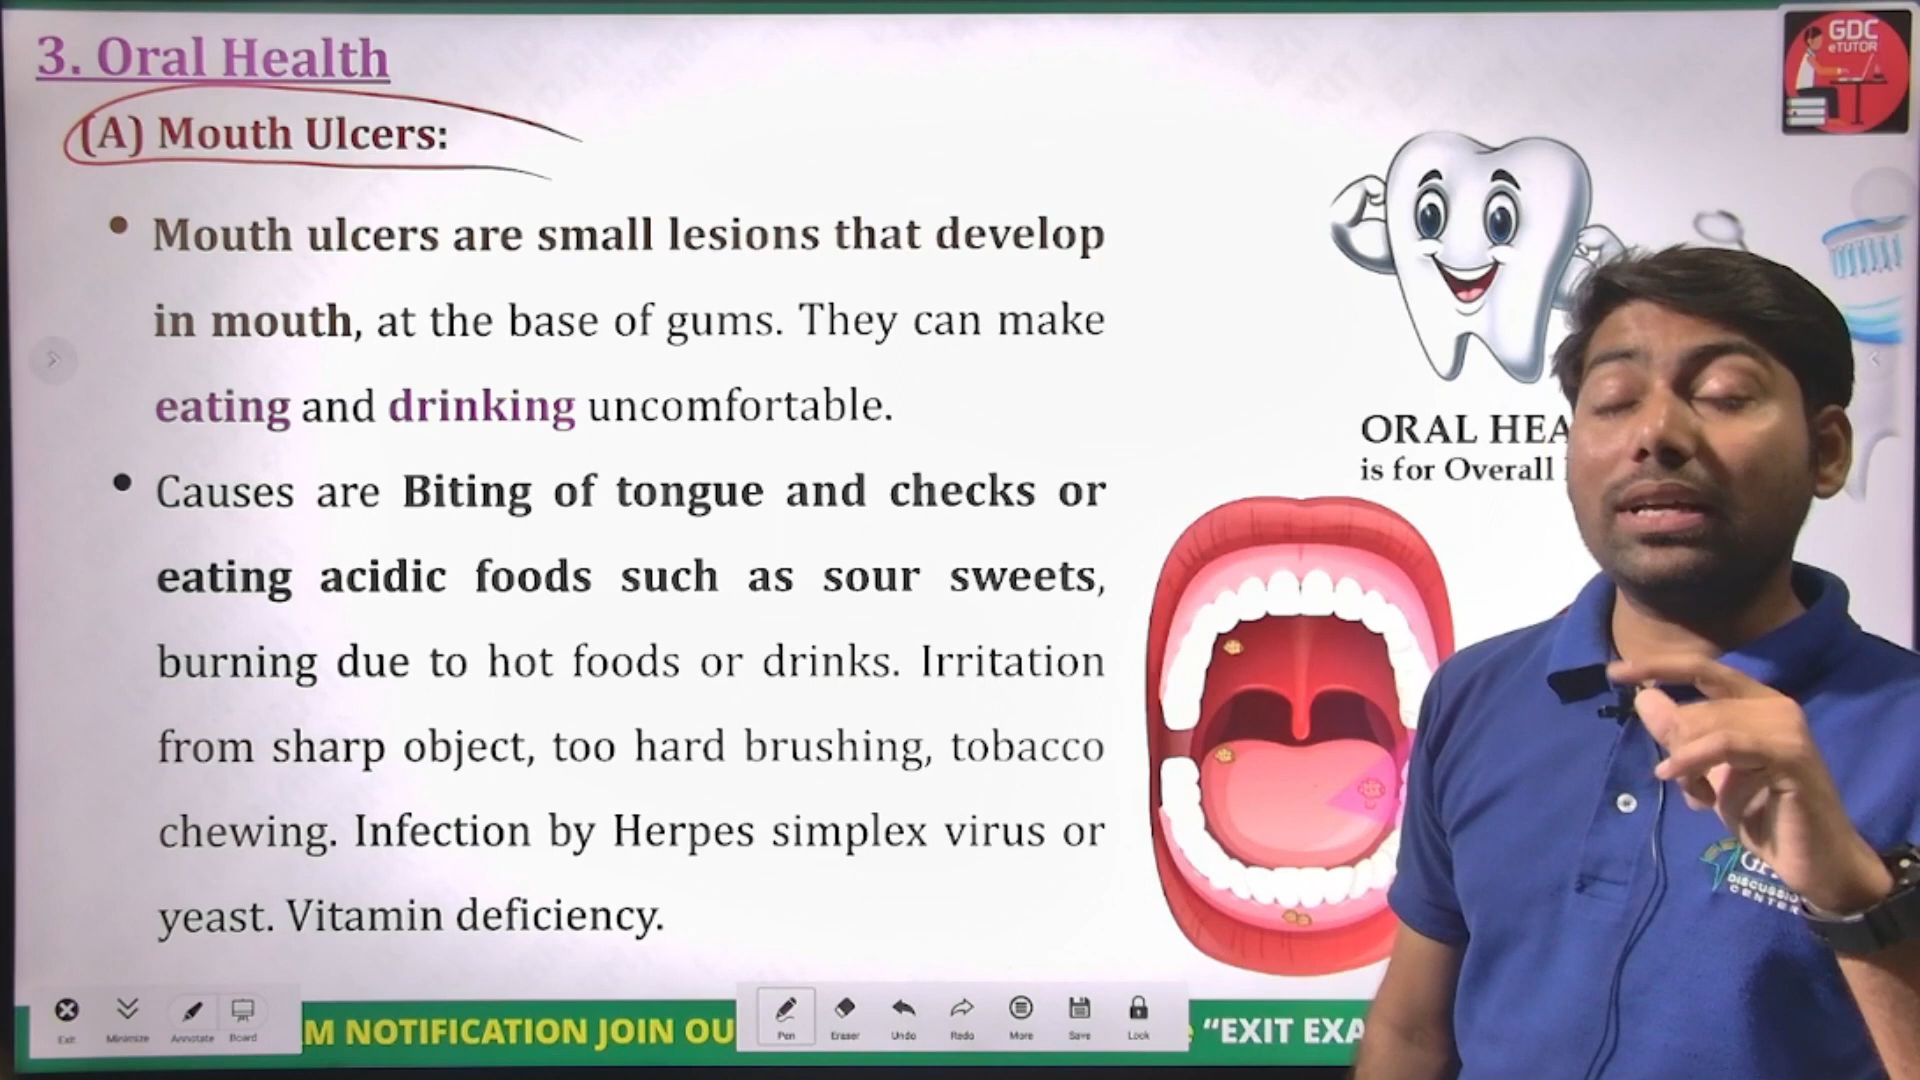 3. Oral Health
(A) Mouth Ulcers:
• Mouth ulcers are small lesions that develop
in mouth, at the base of gums. They can make
eating and drinking uncomfortable.
• Causes are Biting of tongue and checks or
eating acidic foods such as sour sweets,
burning due to hot foods or drinks. Irritation
from sharp object, too hard brushing, tobacco
chewing. Infection by Herpes simplex virus or
yeast. Vitamin deficiency.
GDC
eTUTOR
ORAL HEA
is for Overall
DISCUSSIO
CENTER
Exit Minimize Annotate Board
M NOTIFICATION JOIN OU
Pen Eraser Undo Redo More Save Lock
"EXIT EXA